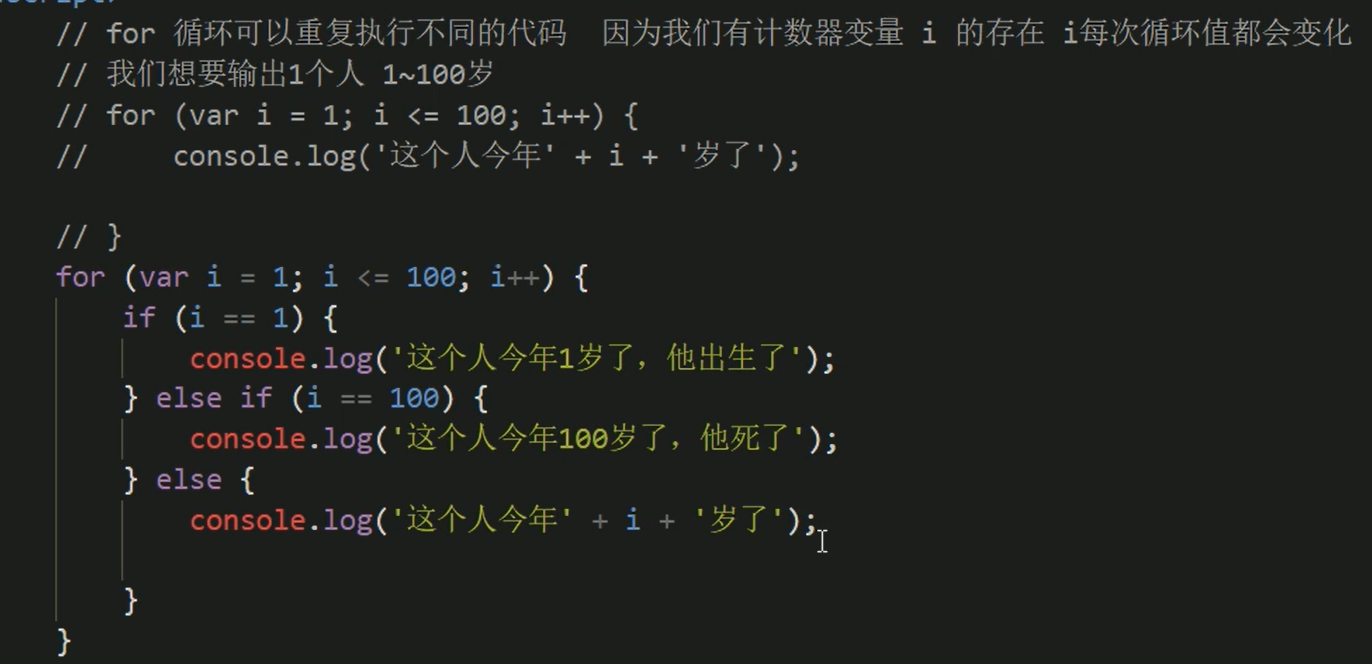 // for 循环可以重复执行不同的代码  因为我们有计数器变量 i 的存在 i每次循环值都会变化
// 我们想要输出1个人 1~100岁
// for (var i = 1; i <= 100; i++) {
//     console.log('这个人今年' + i + '岁了');
// }
for (var i = 1; i <= 100; i++) {
    if (i == 1) {
        console.log('这个人今年1岁了，他出生了');
    } else if (i == 100) {
        console.log('这个人今年100岁了，他死了');
    } else {
        console.log('这个人今年' + i + '岁了');
    }
}